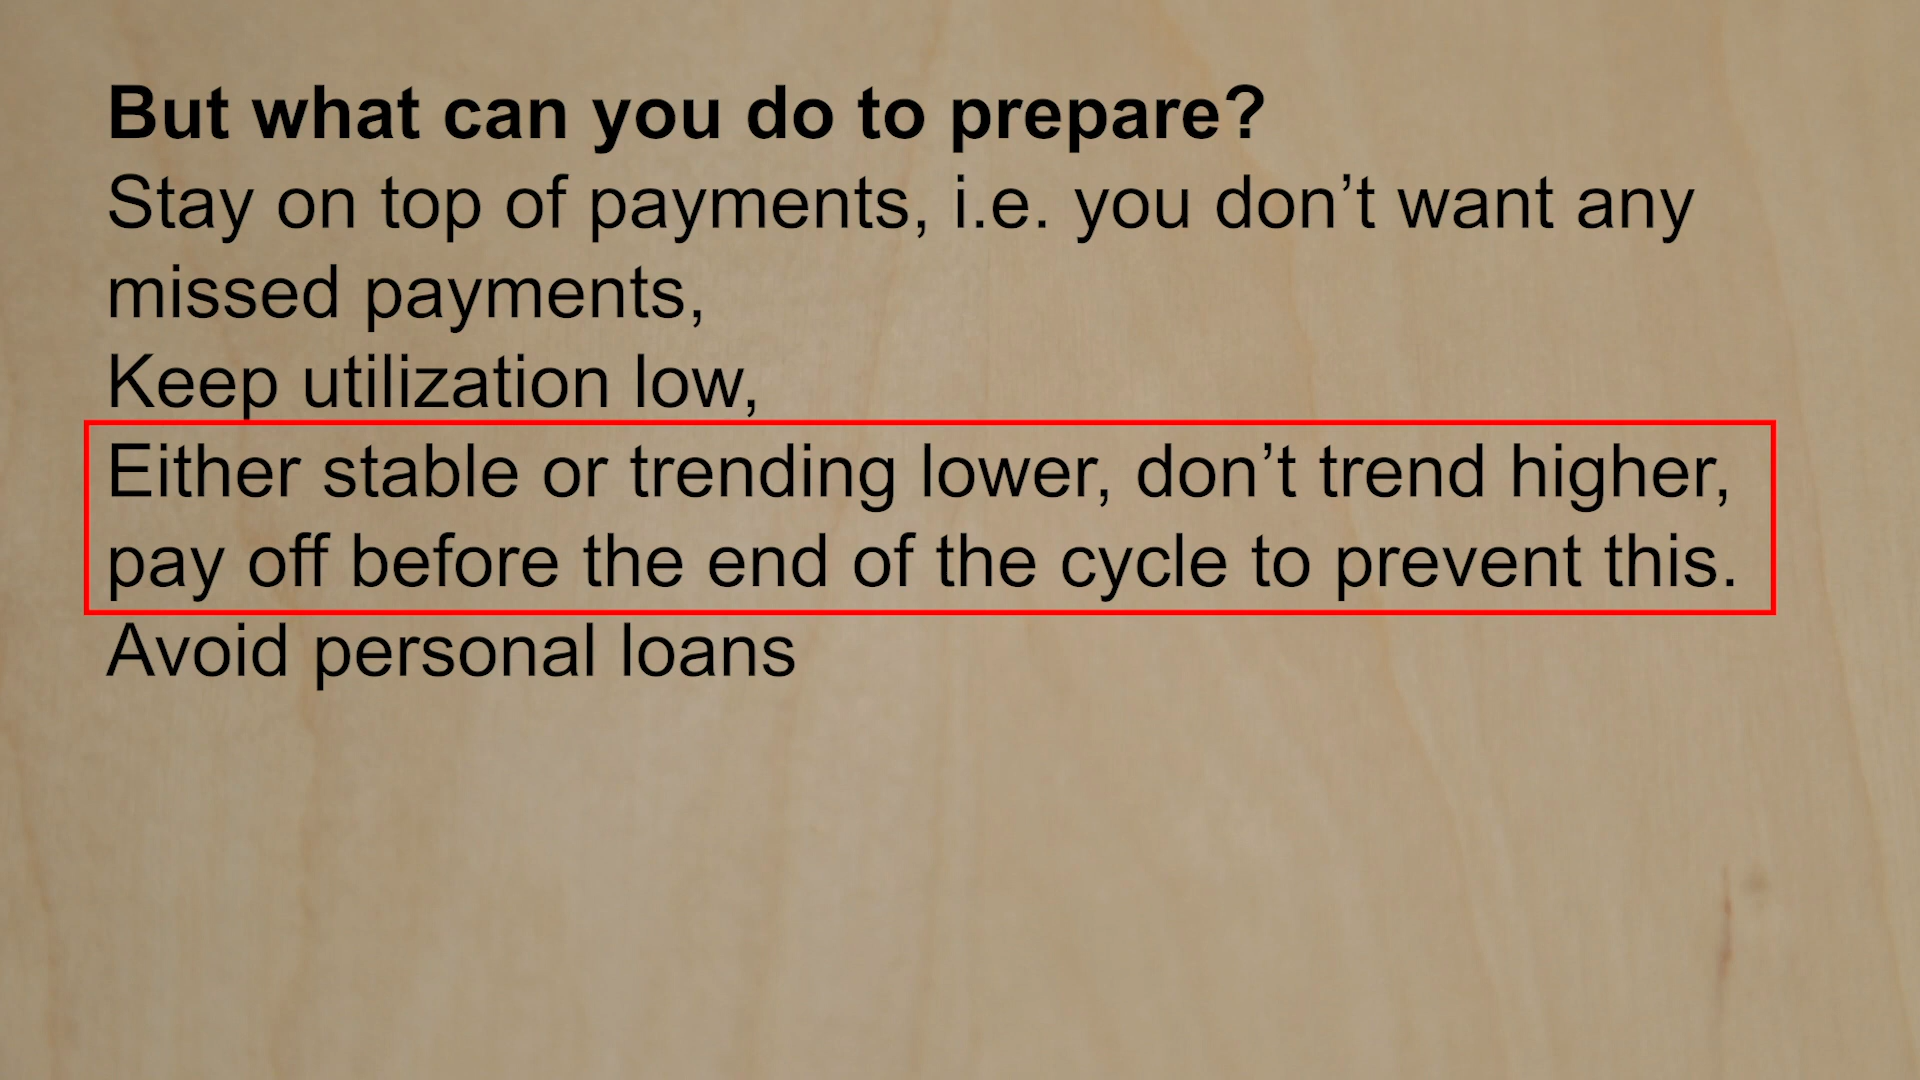 But what can you do to prepare?
Stay on top of payments, i.e. you don’t want any
missed payments,
Keep utilization low,
Either stable or trending lower, don’t trend higher,
pay off before the end of the cycle to prevent this.
Avoid personal loans